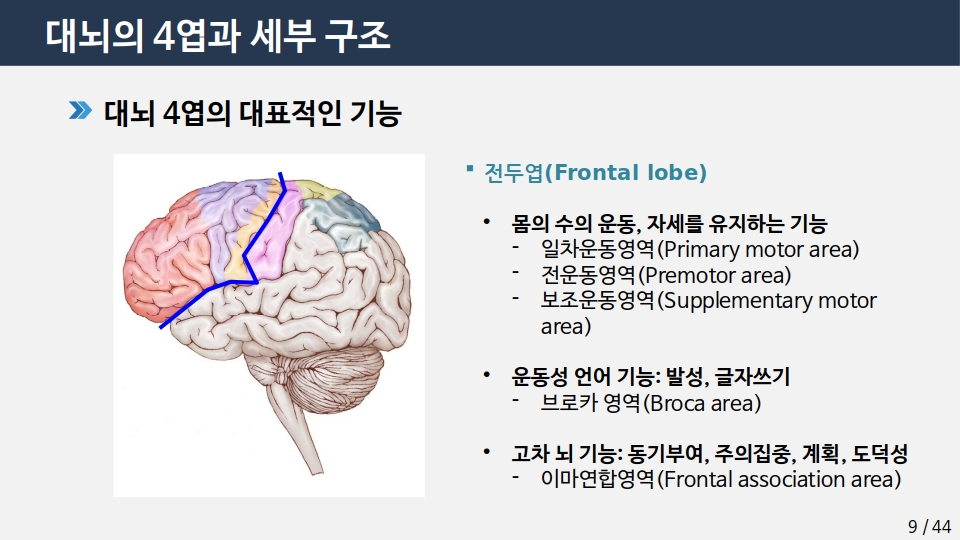 대뇌의 4엽과 세부 구조
대뇌 4엽의 대표적인 기능
▪ 전두엽(Frontal lobe)
• 몸의 수의 운동, 자세를 유지하는 기능
- 일차운동영역(Primary motor area)
- 전운동영역(Premotor area)
- 보조운동영역(Supplementary motor
area)
• 운동성 언어 기능: 발성, 글자쓰기
- 브로카 영역(Broca area)
• 고차 뇌 기능: 동기부여, 주의집중, 계획, 도덕성
- 이마연합영역(Frontal association area)
9 / 44